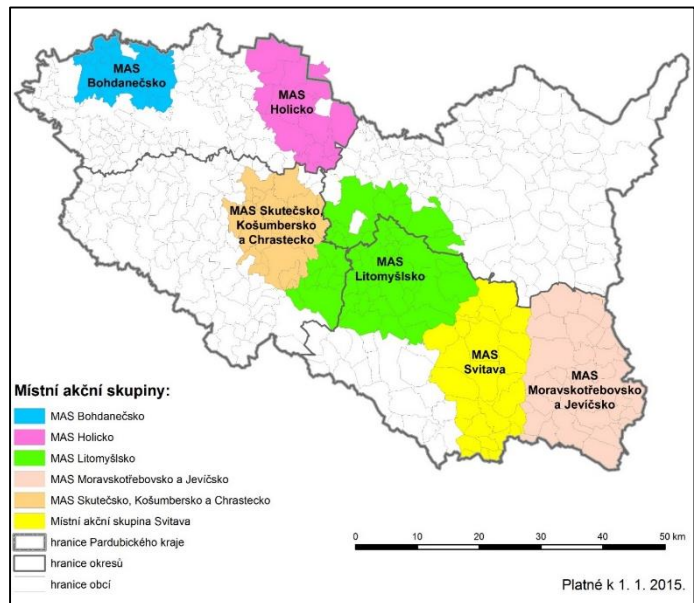 MAS
Bohdanečsko
MAS
Holicko
MAS Skutečsko,
Košumbersko
a Chrastecko
MAS
Litomyšlsko
MAS
Svitava
MAS
Moravskotřebovsko
a Jevíčsko
Místní akční skupiny:
MAS Bohdanečsko
MAS Holicko
MAS Litomyšlsko
MAS Moravskotřebovsko a Jevíčsko
MAS Skutečsko, Košumbersko a Chrastecko
Místní akční skupina Svitava
hranice Pardubického kraje
hranice okresů
hranice obcí
0 10 20 30 40 50 km
Platné k 1. 1. 2015.